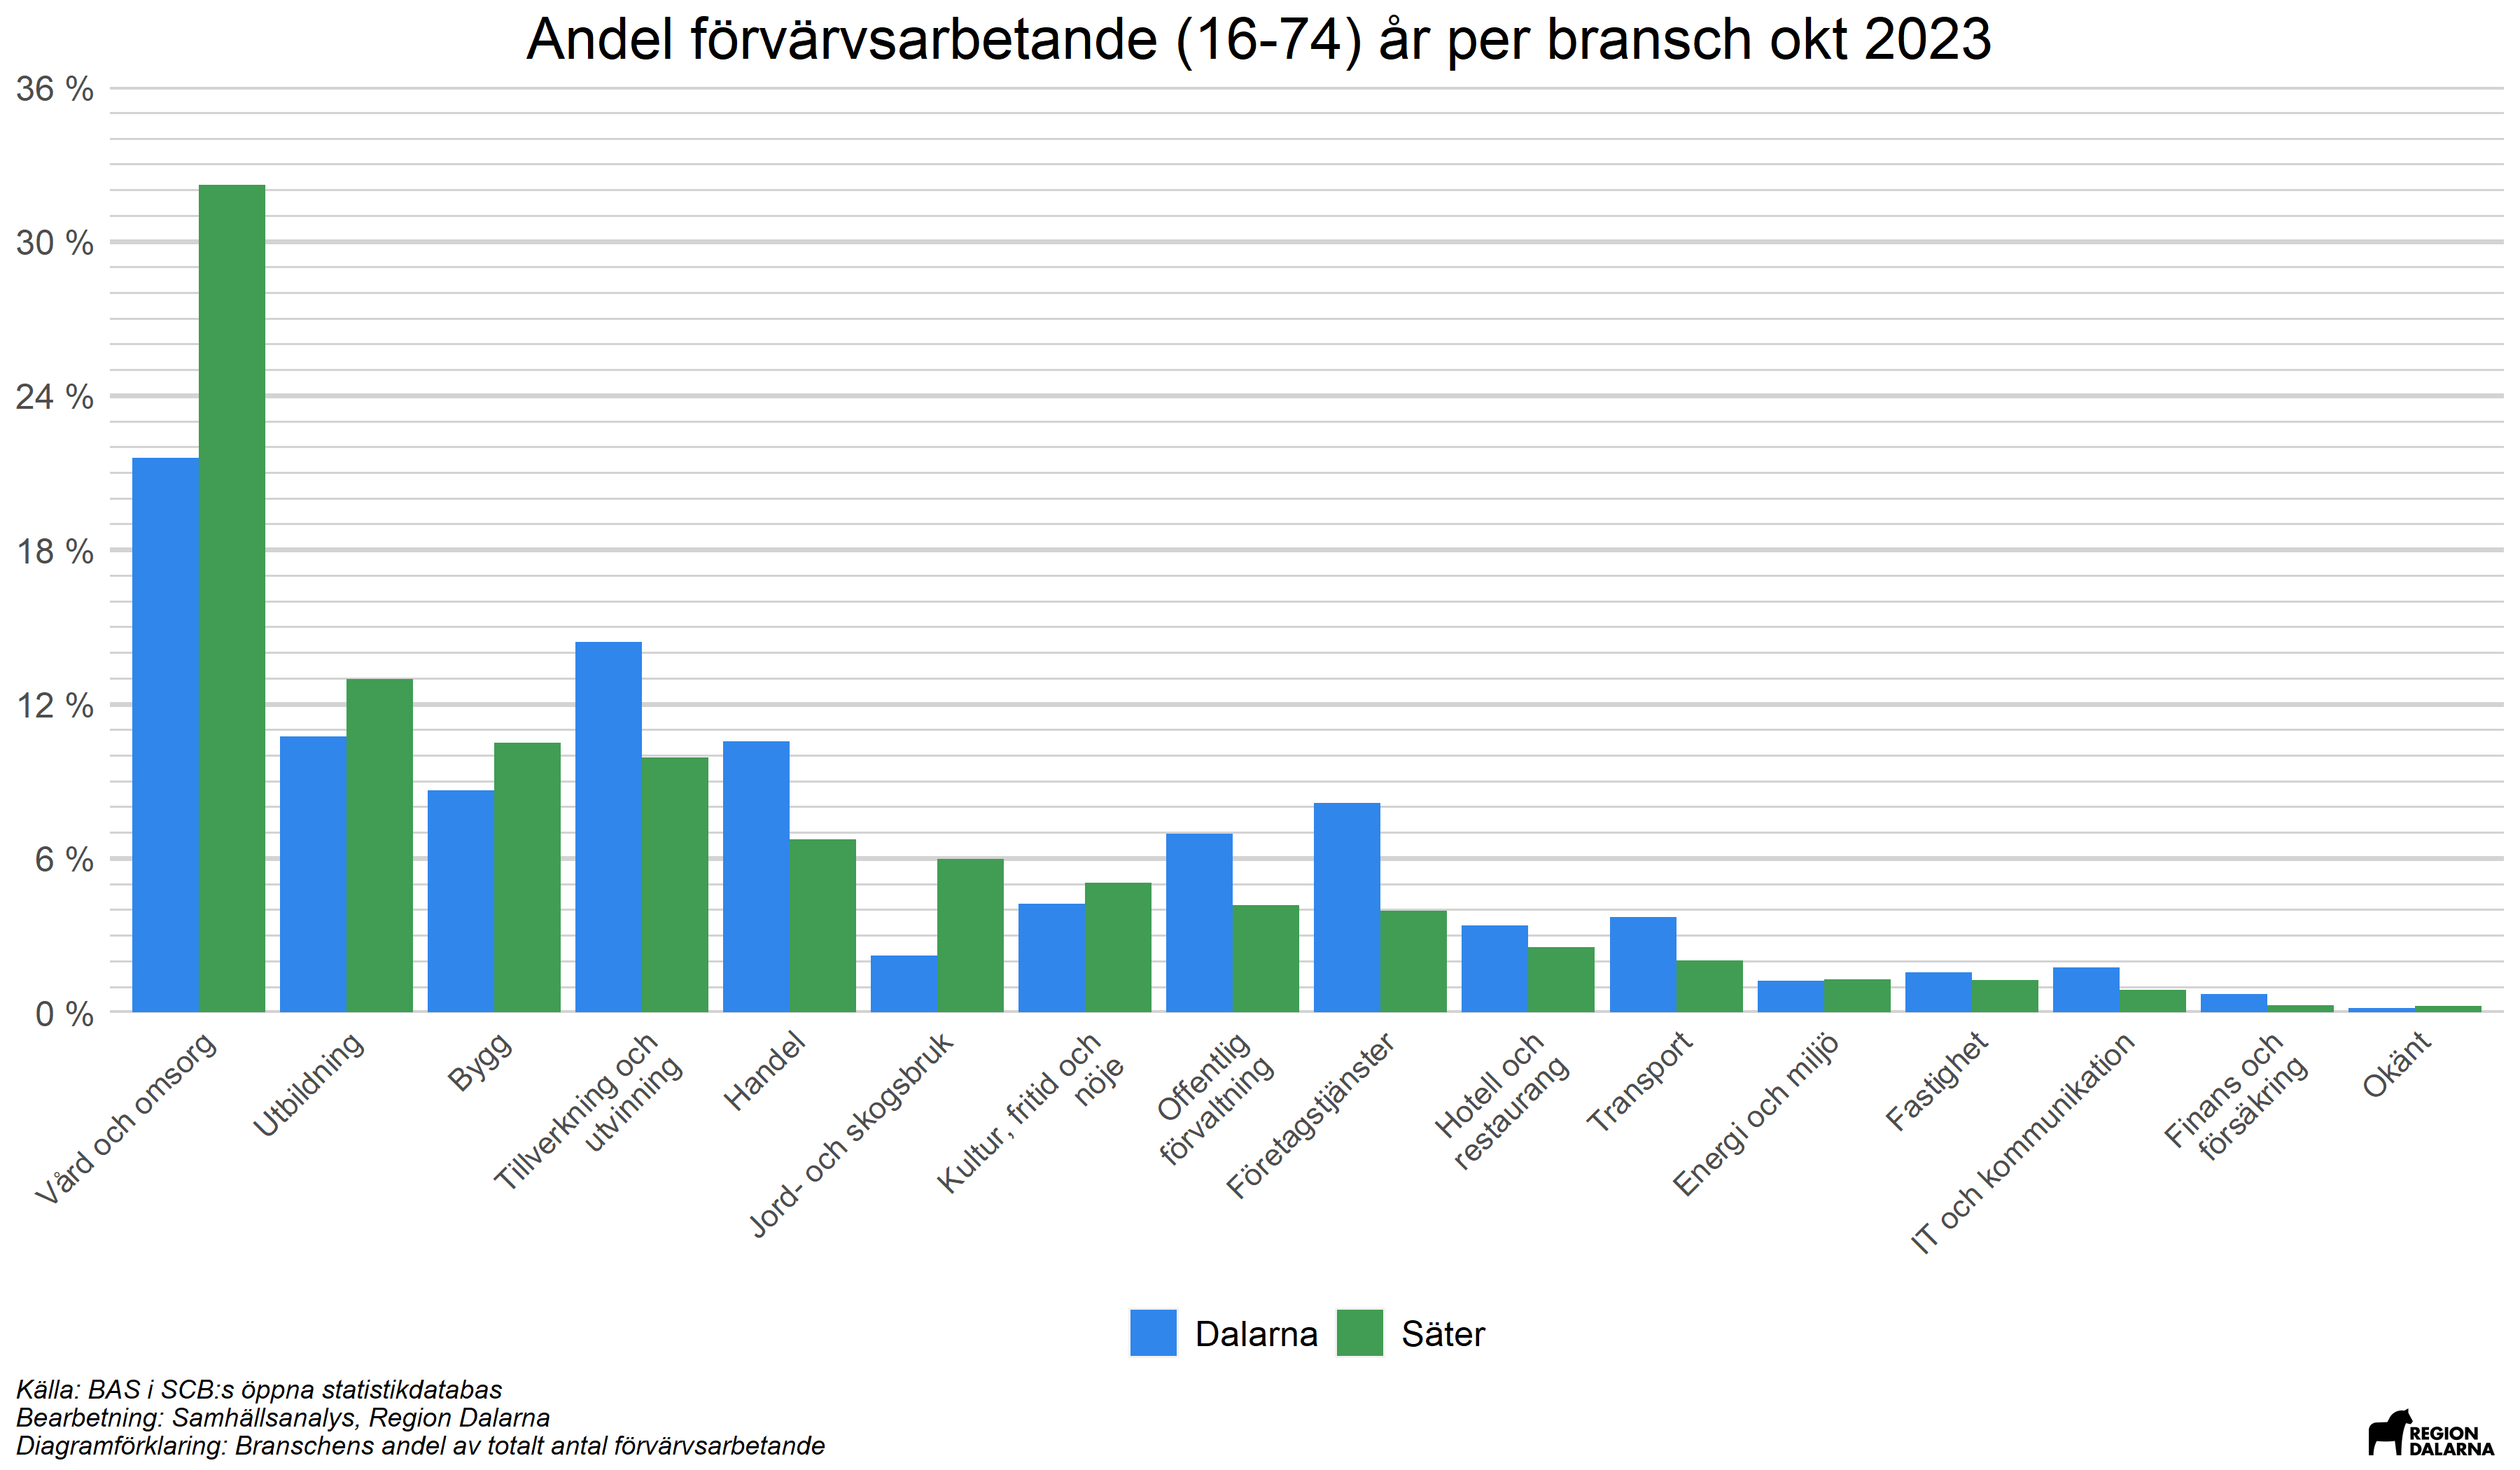 Andel förvärvsarbetande (16-74) år per bransch okt 2023
36 %
30 %
24 %
18 %
12 %
6 %
0 %
Vård och omsorg
Utbildning
Bygg
Tillverkning och
utvinning
Handel
Jord- och skogsbruk
Kultur, fritid och
nöje
Offentlig
förvaltning
Företagstjänster
Hotell och
restaurang
Transport
Energi och miljö
Fastighet
IT och kommunikation
Finans och
försäkring
Okänt
Dalarna
Säter
Källa: BAS i SCB:s öppna statistikdatabas
Bearbetning: Samhällsanalys, Region Dalarna
Diagramförklaring: Branschens andel av totalt antal förvärvsarbetande
REGION
DALARNA